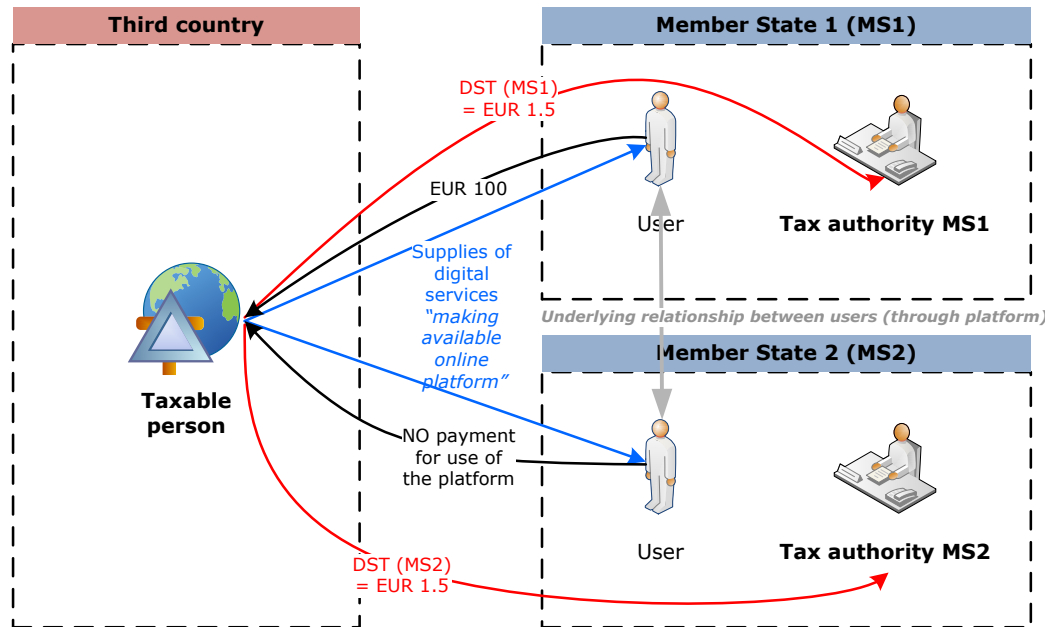 Third country
Member State 1 (MS1)
DST (MS1)
= EUR 1.5
EUR 100
User
Tax authority MS1
Supplies of
digital
services
“making
available
online
platform”
Underlying relationship between users (through platform)
Member State 2 (MS2)
Taxable
person
NO payment
for use of
the platform
User
Tax authority MS2
DST (MS2)
= EUR 1.5